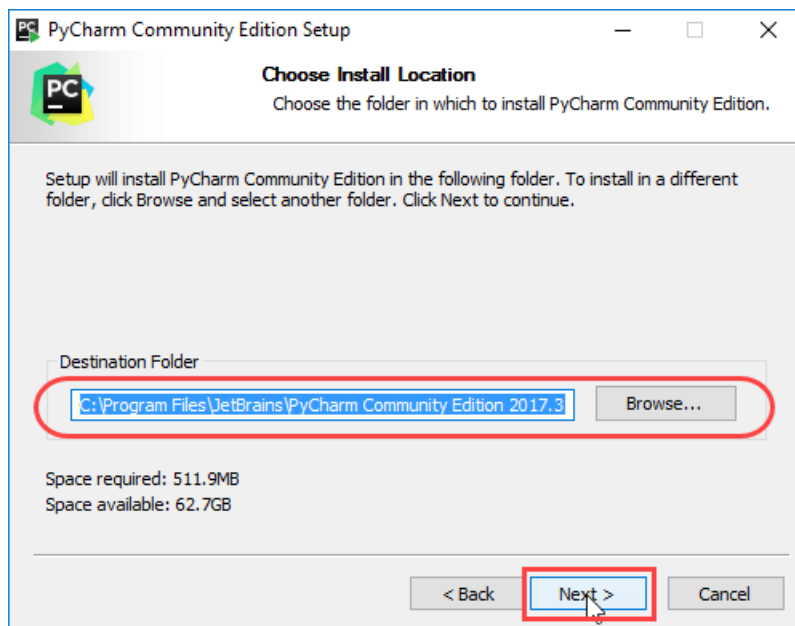 PyCharm Community Edition Setup
PC
Choose Install Location
Choose the folder in which to install PyCharm Community Edition.
Setup will install PyCharm Community Edition in the following folder. To install in a different
folder, click Browse and select another folder. Click Next to continue.
Destination Folder
C:\Program Files\JetBrains\PyCharm Community Edition 2017.3
Browse...
Space required: 511.9MB
Space available: 62.7GB
< Back
Next >
Cancel